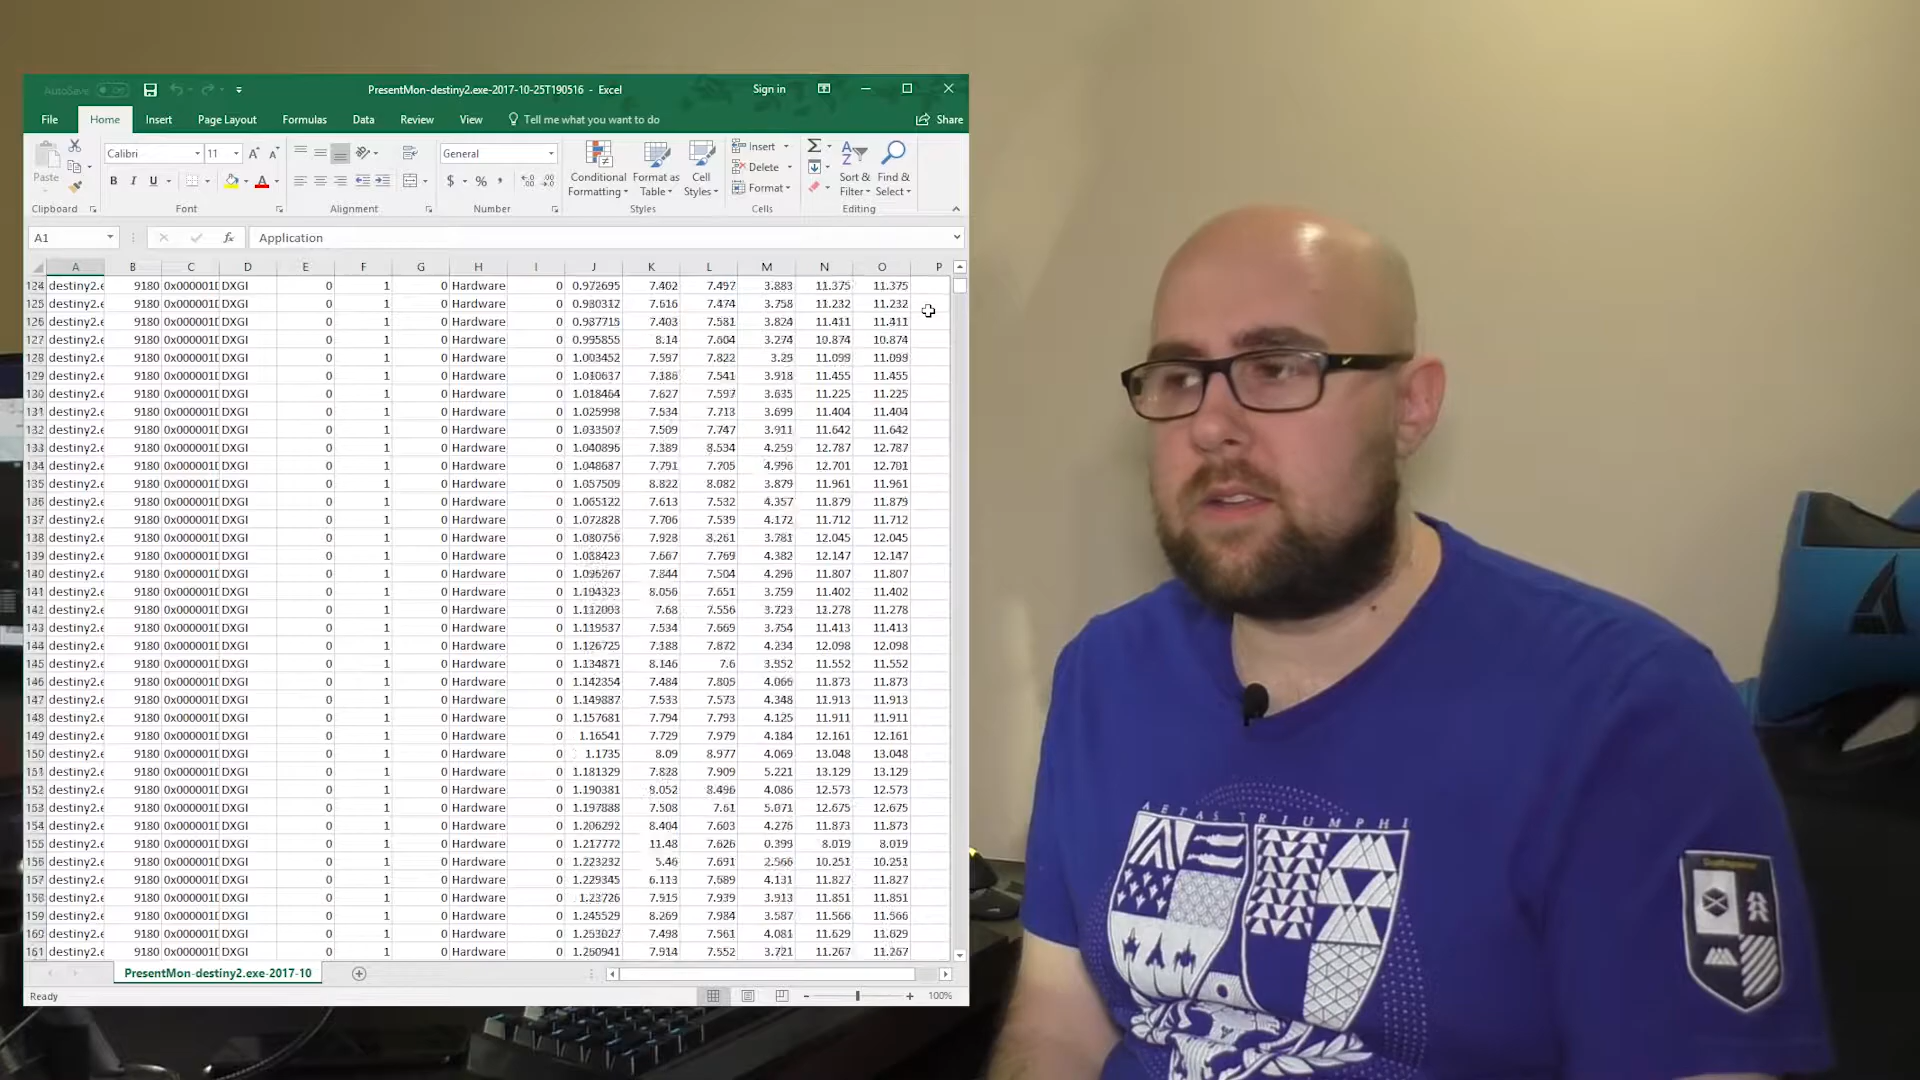 AutoSave Off
PresentMon-destiny2.exe-2017-10-25T190516 - Excel
Sign in
File Home Insert Page Layout Formulas Data Review View Tell me what you want to do Share
Paste Calibri 11 General Conditional Formatting Format as Table Cell Styles Insert Delete Format Sort & Filter Find & Select
Clipboard Font Alignment Number Styles Cells Editing
A1 fx Application
A B C D E F G H I J K L M N O P
124 destiny2.e 9180 0x000001D DXGI 0 1 0 Hardware 0 0.972695 7.402 7.497 3.883 11.375 11.375
125 destiny2.e 9180 0x000001D DXGI 0 1 0 Hardware 0 0.980312 7.616 7.474 3.758 11.232 11.232
126 destiny2.e 9180 0x000001D DXGI 0 1 0 Hardware 0 0.987715 7.403 7.581 3.824 11.411 11.411
127 destiny2.e 9180 0x000001D DXGI 0 1 0 Hardware 0 0.995855 8.14 7.604 3.274 10.874 10.874
128 destiny2.e 9180 0x000001D DXGI 0 1 0 Hardware 0 1.003452 7.597 7.822 3.29 11.099 11.099
129 destiny2.e 9180 0x000001D DXGI 0 1 0 Hardware 0 1.010637 7.186 7.541 3.918 11.455 11.455
130 destiny2.e 9180 0x000001D DXGI 0 1 0 Hardware 0 1.018464 7.627 7.597 3.635 11.225 11.225
131 destiny2.e 9180 0x000001D DXGI 0 1 0 Hardware 0 1.025998 7.534 7.713 3.699 11.404 11.404
132 destiny2.e 9180 0x000001D DXGI 0 1 0 Hardware 0 1.033507 7.509 7.747 3.911 11.642 11.642
133 destiny2.e 9180 0x000001D DXGI 0 1 0 Hardware 0 1.040896 7.389 8.534 4.259 12.787 12.787
134 destiny2.e 9180 0x000001D DXGI 0 1 0 Hardware 0 1.048687 7.791 7.705 4.996 12.701 12.701
135 destiny2.e 9180 0x000001D DXGI 0 1 0 Hardware 0 1.057509 8.822 8.082 3.879 11.961 11.961
136 destiny2.e 9180 0x000001D DXGI 0 1 0 Hardware 0 1.065122 7.613 7.532 4.357 11.879 11.879
137 destiny2.e 9180 0x000001D DXGI 0 1 0 Hardware 0 1.072828 7.706 7.539 4.172 11.712 11.712
138 destiny2.e 9180 0x000001D DXGI 0 1 0 Hardware 0 1.080756 7.928 8.261 3.781 12.045 12.045
139 destiny2.e 9180 0x000001D DXGI 0 1 0 Hardware 0 1.088423 7.667 7.769 4.382 12.147 12.147
140 destiny2.e 9180 0x000001D DXGI 0 1 0 Hardware 0 1.096267 7.844 7.504 4.296 11.807 11.807
141 destiny2.e 9180 0x000001D DXGI 0 1 0 Hardware 0 1.104323 8.056 7.651 3.759 11.402 11.402
142 destiny2.e 9180 0x000001D DXGI 0 1 0 Hardware 0 1.112003 7.68 7.556 3.723 11.278 11.278
143 destiny2.e 9180 0x000001D DXGI 0 1 0 Hardware 0 1.119537 7.534 7.669 3.754 11.413 11.413
144 destiny2.e 9180 0x000001D DXGI 0 1 0 Hardware 0 1.126725 7.188 7.872 4.234 12.098 12.098
145 destiny2.e 9180 0x000001D DXGI 0 1 0 Hardware 0 1.134871 8.146 7.6 3.952 11.552 11.552
146 destiny2.e 9180 0x000001D DXGI 0 1 0 Hardware 0 1.142354 7.484 7.805 4.066 11.873 11.873
147 destiny2.e 9180 0x000001D DXGI 0 1 0 Hardware 0 1.149887 7.533 7.573 4.348 11.913 11.913
148 destiny2.e 9180 0x000001D DXGI 0 1 0 Hardware 0 1.157681 7.794 7.793 4.125 11.911 11.911
149 destiny2.e 9180 0x000001D DXGI 0 1 0 Hardware 0 1.16541 7.729 7.979 4.184 12.161 12.161
150 destiny2.e 9180 0x000001D DXGI 0 1 0 Hardware 0 1.1735 8.09 8.977 4.069 13.048 13.048
151 destiny2.e 9180 0x000001D DXGI 0 1 0 Hardware 0 1.181329 7.828 7.909 5.221 13.129 13.129
152 destiny2.e 9180 0x000001D DXGI 0 1 0 Hardware 0 1.190381 9.052 8.496 4.086 12.573 12.573
153 destiny2.e 9180 0x000001D DXGI 0 1 0 Hardware 0 1.197888 7.508 7.61 5.071 12.675 12.675
154 destiny2.e 9180 0x000001D DXGI 0 1 0 Hardware 0 1.206292 8.404 7.603 4.276 11.873 11.873
155 destiny2.e 9180 0x000001D DXGI 0 1 0 Hardware 0 1.217772 11.48 7.626 0.399 8.019 8.019
156 destiny2.e 9180 0x000001D DXGI 0 1 0 Hardware 0 1.223232 5.46 7.691 2.566 10.251 10.251
157 destiny2.e 9180 0x000001D DXGI 0 1 0 Hardware 0 1.229345 6.113 7.689 4.131 11.827 11.827
158 destiny2.e 9180 0x000001D DXGI 0 1 0 Hardware 0 1.23726 7.915 7.939 3.913 11.851 11.851
159 destiny2.e 9180 0x000001D DXGI 0 1 0 Hardware 0 1.245529 8.269 7.984 3.587 11.566 11.566
160 destiny2.e 9180 0x000001D DXGI 0 1 0 Hardware 0 1.253027 7.498 7.561 4.081 11.629 11.629
161 destiny2.e 9180 0x000001D DXGI 0 1 0 Hardware 0 1.260941 7.914 7.552 3.721 11.267 11.267
PresentMon-destiny2.exe-2017-10
Ready 100%
AETAS TRIUMPHI